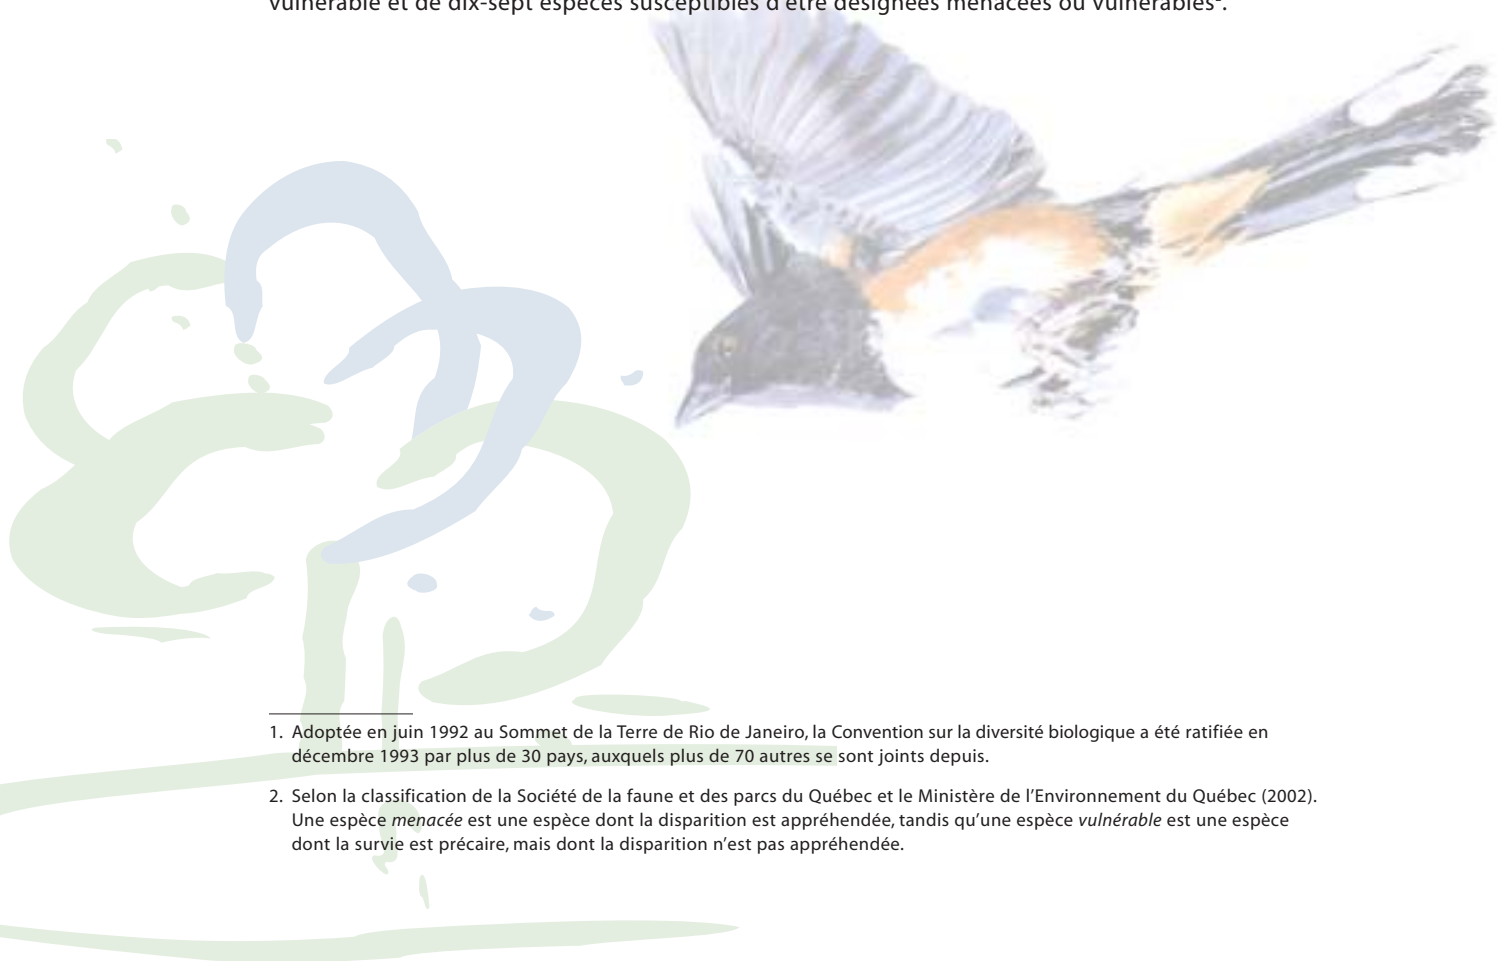 vulnérable et de dix-sept espèces susceptibles d'être désignées menacées ou vulnérables².
1. Adoptée en juin 1992 au Sommet de la Terre de Rio de Janeiro, la Convention sur la diversité biologique a été ratifiée en
décembre 1993 par plus de 30 pays, auxquels plus de 70 autres se sont joints depuis.
2. Selon la classification de la Société de la faune et des parcs du Québec et le Ministère de l'Environnement du Québec (2002).
Une espèce menacée est une espèce dont la disparition est appréhendée, tandis qu'une espèce vulnérable est une espèce
dont la survie est précaire, mais dont la disparition n'est pas appréhendée.